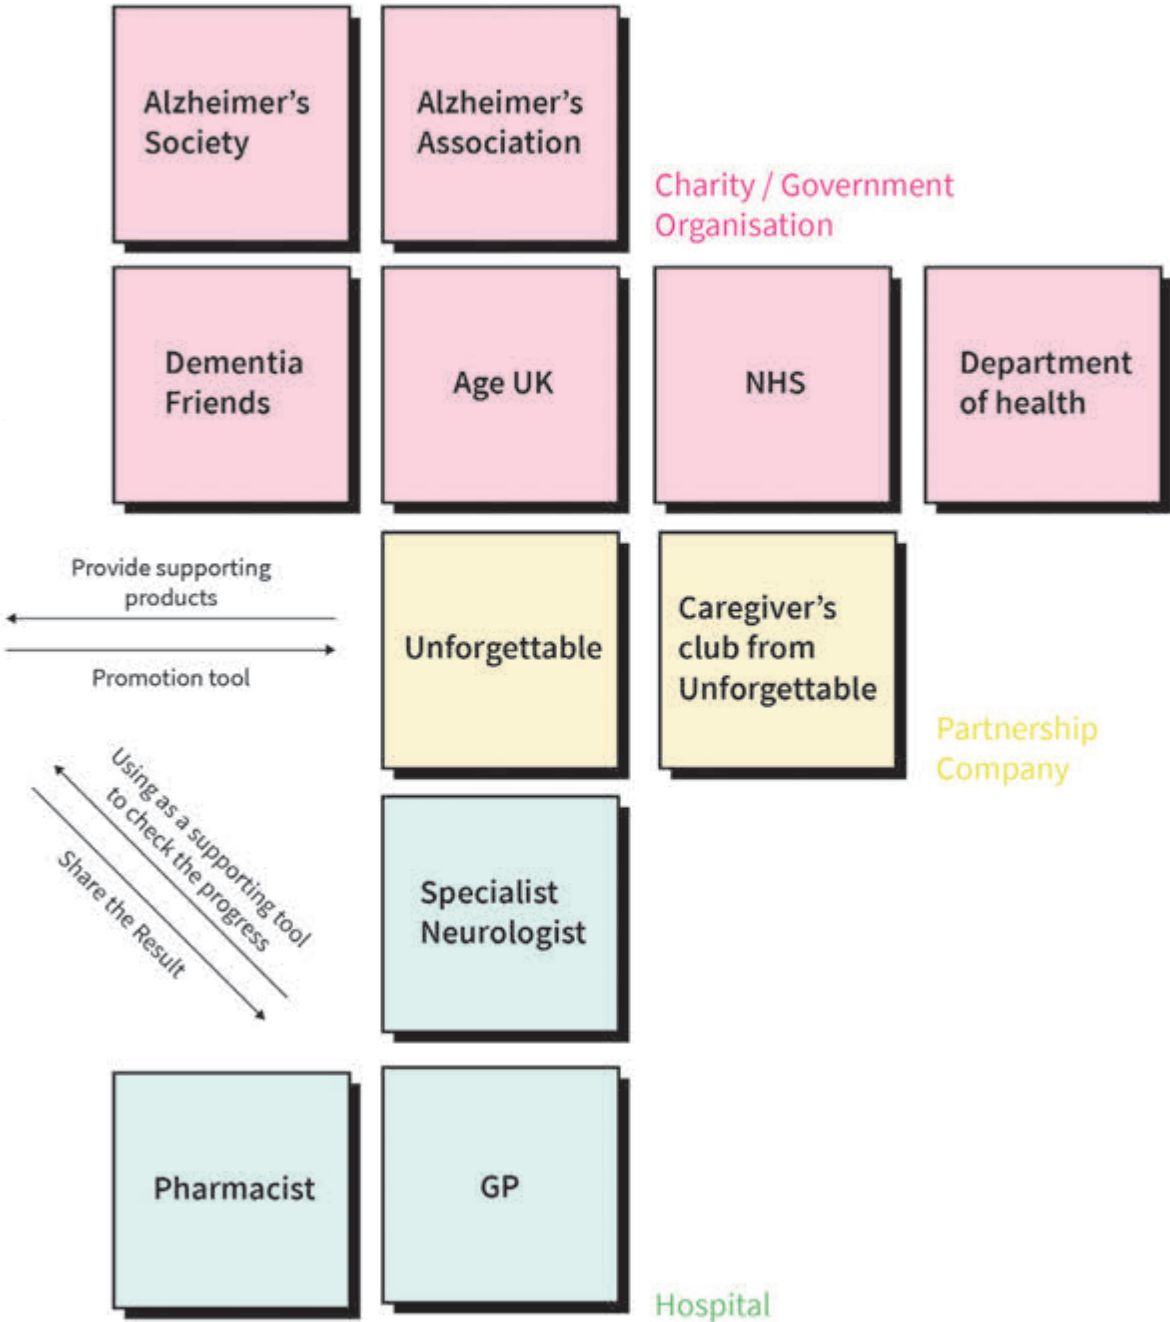 Alzheimer's
Society
Alzheimer's
Association
Charity / Government
Organisation
Dementia
Friends
Age UK
NHS
Department
of health
Provide supporting
products
Promotion tool
Unforgettable
Caregiver's
club from
Unforgettable
Partnership
Company
Using as a supporting tool
to check the progress
Share the Result
Specialist
Neurologist
Pharmacist
GP
Hospital